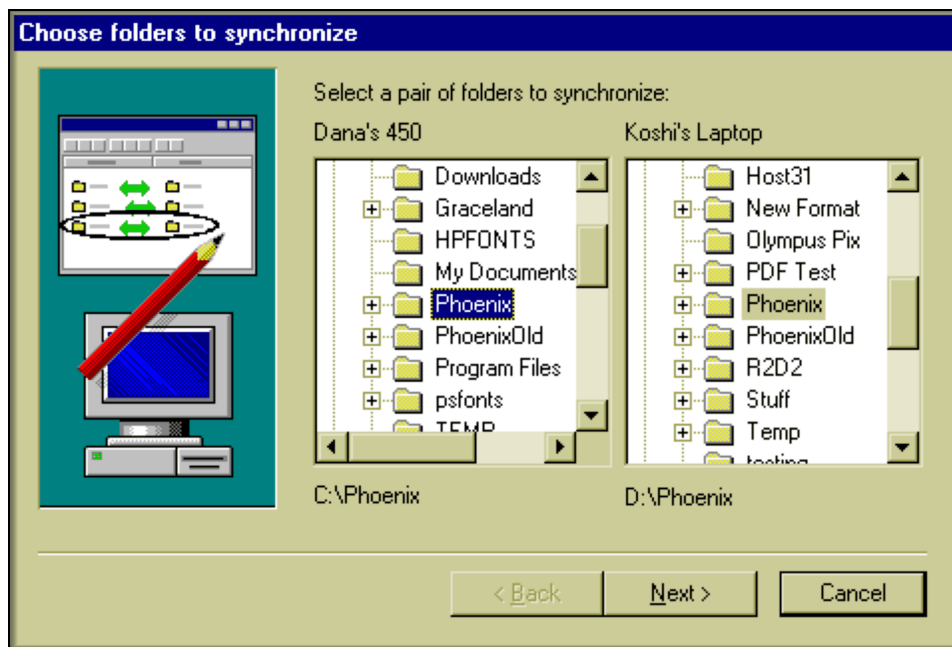 Choose folders to synchronize
Select a pair of folders to synchronize:
Dana's 450
Koshi's Laptop
Downloads
Graceland
HPFONTS
My Documents
Phoenix
PhoenixOld
Program Files
psfonts
TEMP
Host31
New Format
Olympus Pix
PDF Test
Phoenix
PhoenixOld
R2D2
Stuff
Temp
testing
C:\Phoenix
D:\Phoenix
< Back
Next >
Cancel